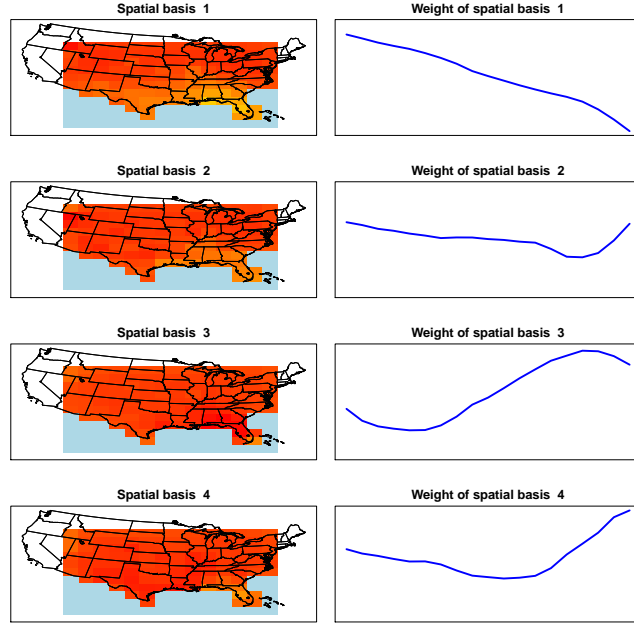 Spatial basis 1
Weight of spatial basis 1
Spatial basis 2
Weight of spatial basis 2
Spatial basis 3
Weight of spatial basis 3
Spatial basis 4
Weight of spatial basis 4